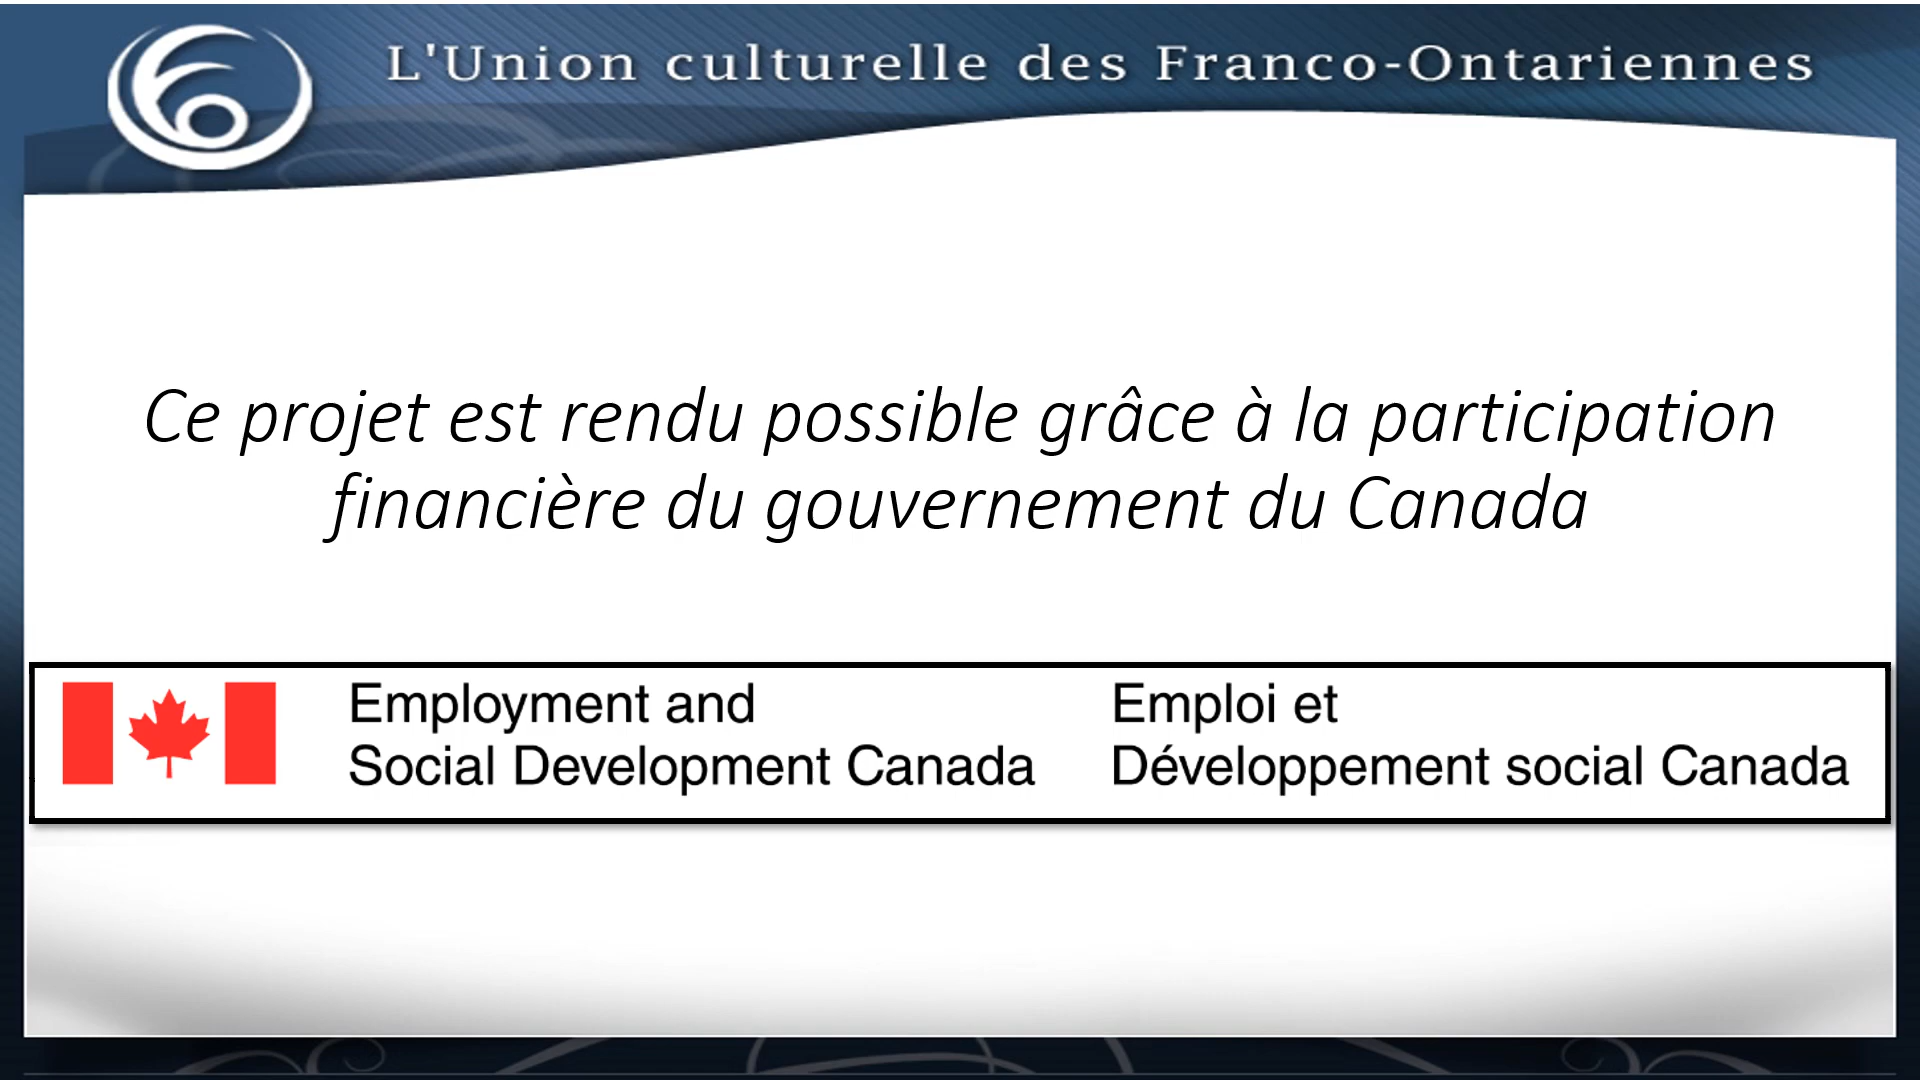 L'Union culturelle des Franco-Ontariennes
Ce projet est rendu possible grâce à la participation
financière du gouvernement du Canada
Employment and
Social Development Canada
Emploi et
Développement social Canada